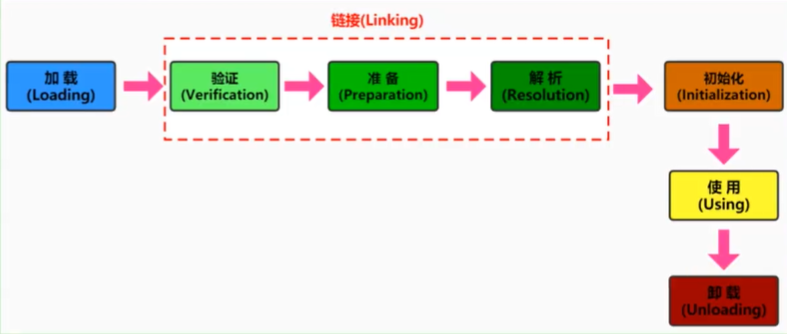 链接(Linking)
加 载
(Loading)
验证
(Verification)
准 备
(Preparation)
解 析
(Resolution)
初始化
(Initialization)
使 用
(Using)
卸 载
(Unloading)